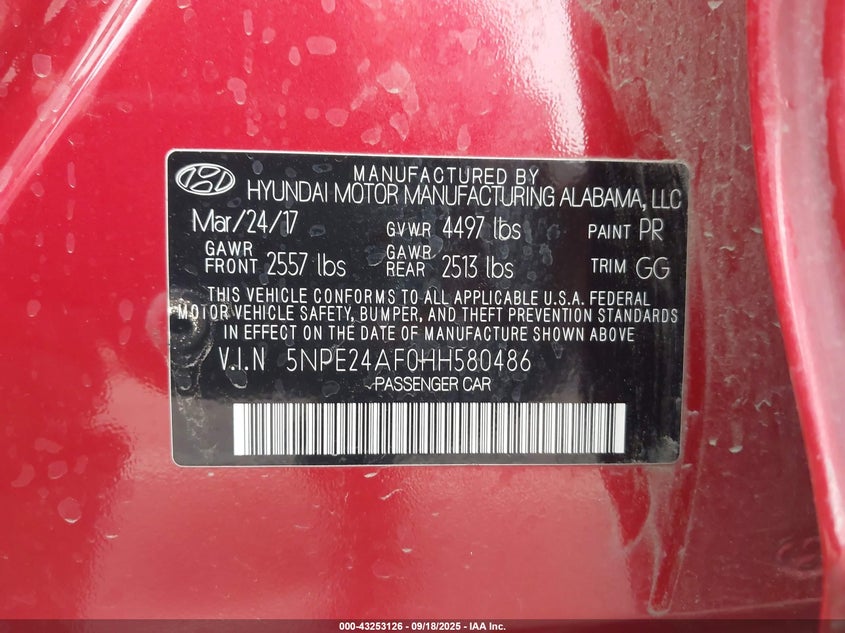 MANUFACTURED BY
HYUNDAI MOTOR MANUFACTURING ALABAMA, LLC
Mar/24/17 GVWR 4497 lbs PAINT PR
GAWR FRONT 2557 lbs GAWR REAR 2513 lbs TRIM GG
THIS VEHICLE CONFORMS TO ALL APPLICABLE U.S.A. FEDERAL
MOTOR VEHICLE SAFETY, BUMPER, AND THEFT PREVENTION STANDARDS
IN EFFECT ON THE DATE OF MANUFACTURE SHOWN ABOVE
V.I.N 5NPE24AF0HH580486
PASSENGER CAR
000-43253126 - 09/18/2025 - IAA Inc.